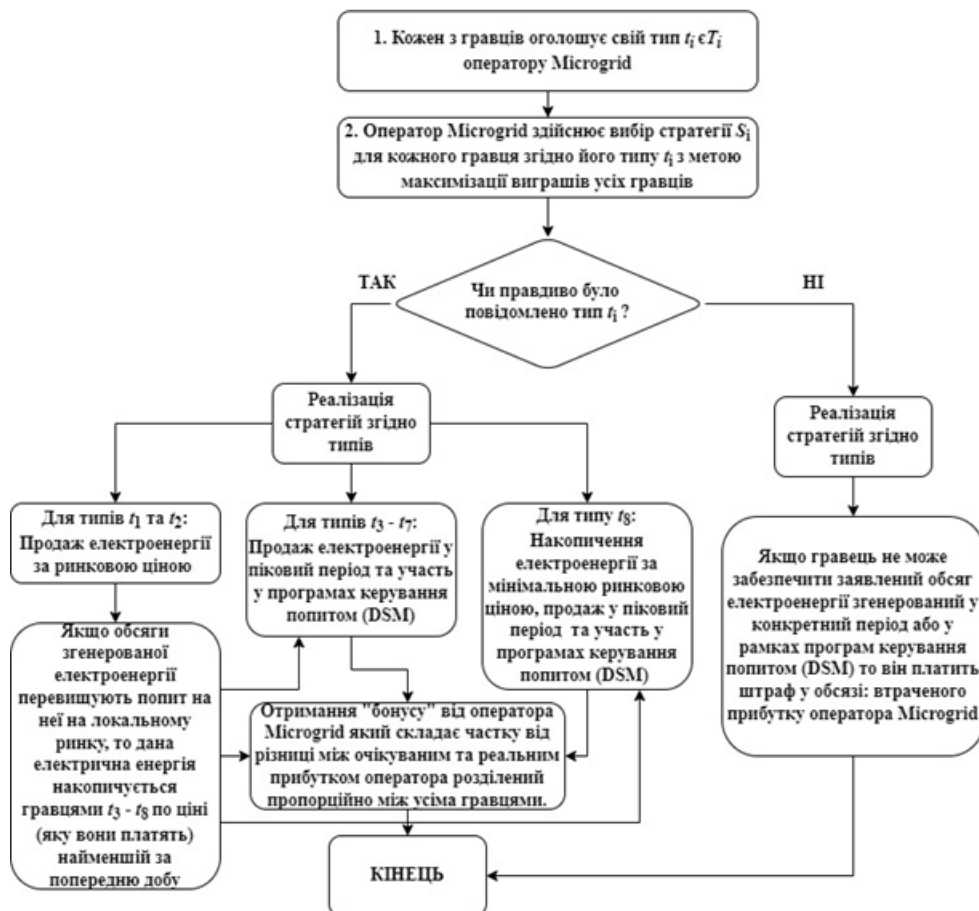 1. Кожен з гравців оголошує свій тип tᵢ єTᵢ
оператору Microgrid
2. Оператор Microgrid здійснює вибір стратегії Sᵢ
для кожного гравця згідно його типу tᵢ з метою
максимізації виграшів усіх гравців
ТАК
НІ
Чи правдиво було
повідомлено тип tᵢ ?
Реалізація
стратегій згідно
типів
Реалізація
стратегій згідно
типів
Для типів t₁ та t₂:
Продаж електроенергії
за ринковою ціною
Для типів t₃ - t₇:
Продаж електроенергії у
піковий період та участь
у програмах керування
попитом (DSM)
Для типу t₈:
Накопичення
електроенергії за
мінімальною ринковою
ціною, продаж у піковий
період та участь у
програмах керування
попитом (DSM)
Якщо гравець не може
забезпечити заявлений обсяг
електроенергії згенерований у
конкретний період або у
рамках програм керування
попитом (DSM) то він платить
штраф у обсязі: втраченого
прибутку оператора Microgrid
Якщо обсяги
згенерованої
електроенергії
перевищують попит на
неї на локальному
ринку, то дана
електрична енергія
накопичується
гравцями t₃ - t₈ по ціні
(яку вони платять)
найменшій за
попередню добу
Отримання "бонусу" від оператора
Microgrid який складає частку від
різниці між очікуваним та реальним
прибутком оператора розділений
пропорційно між усіма гравцями.
КІНЕЦЬ